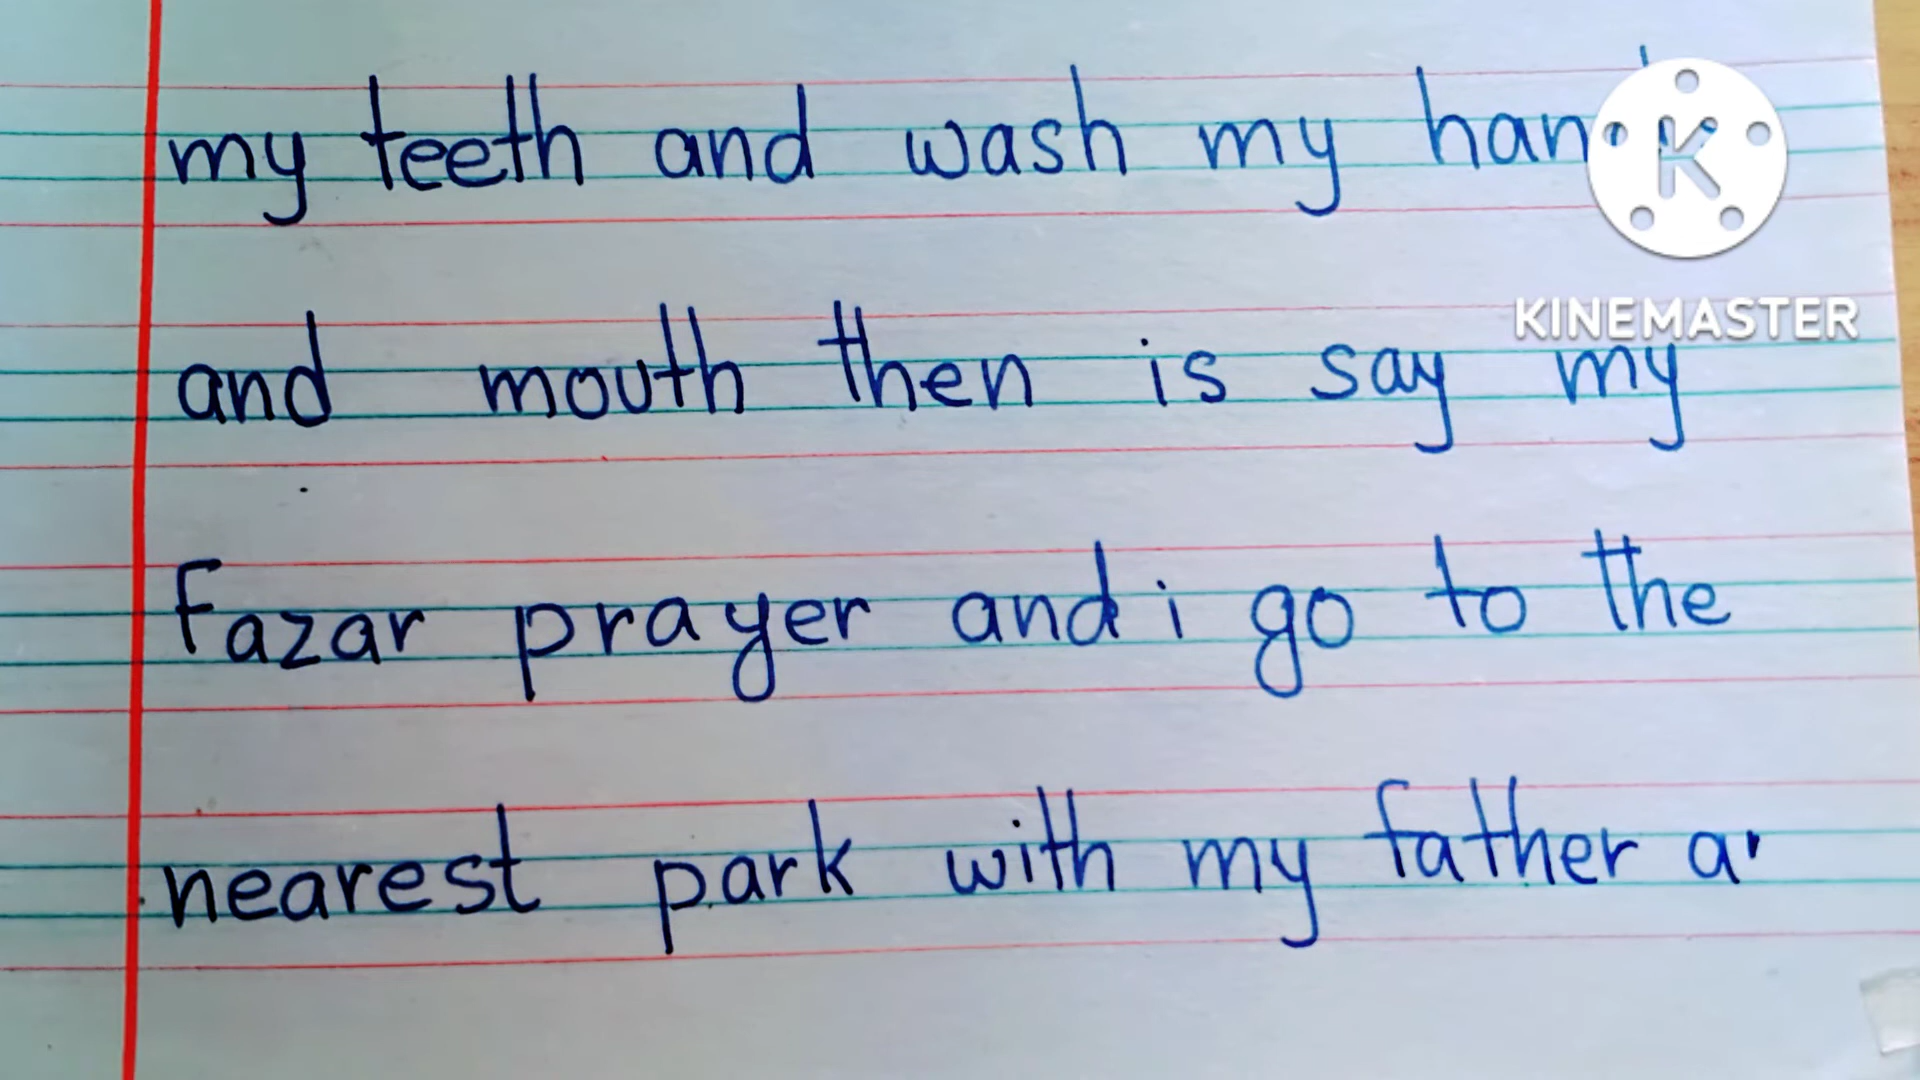 my teeth and wash my
KINEMASTER
and mouth then is say my
Fazar prayer and i go to the
nearest park with my father